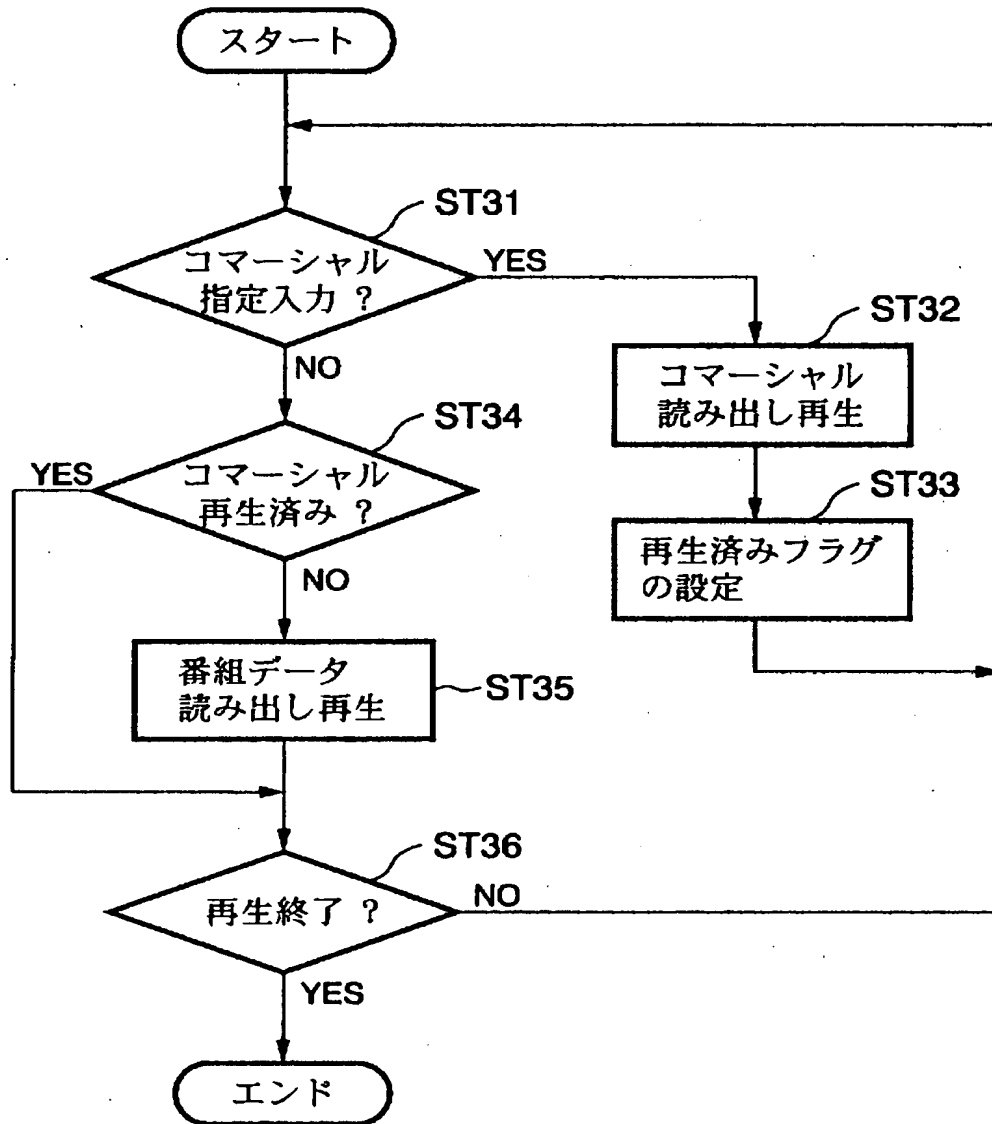 スタート
ST31
コマーシャル
指定入力 ?
YES
NO
ST32
コマーシャル
読み出し再生
ST33
再生済みフラグ
の設定
ST34
コマーシャル
再生済み ?
YES
NO
番組データ
読み出し再生
ST35
ST36
再生終了 ?
NO
YES
エンド